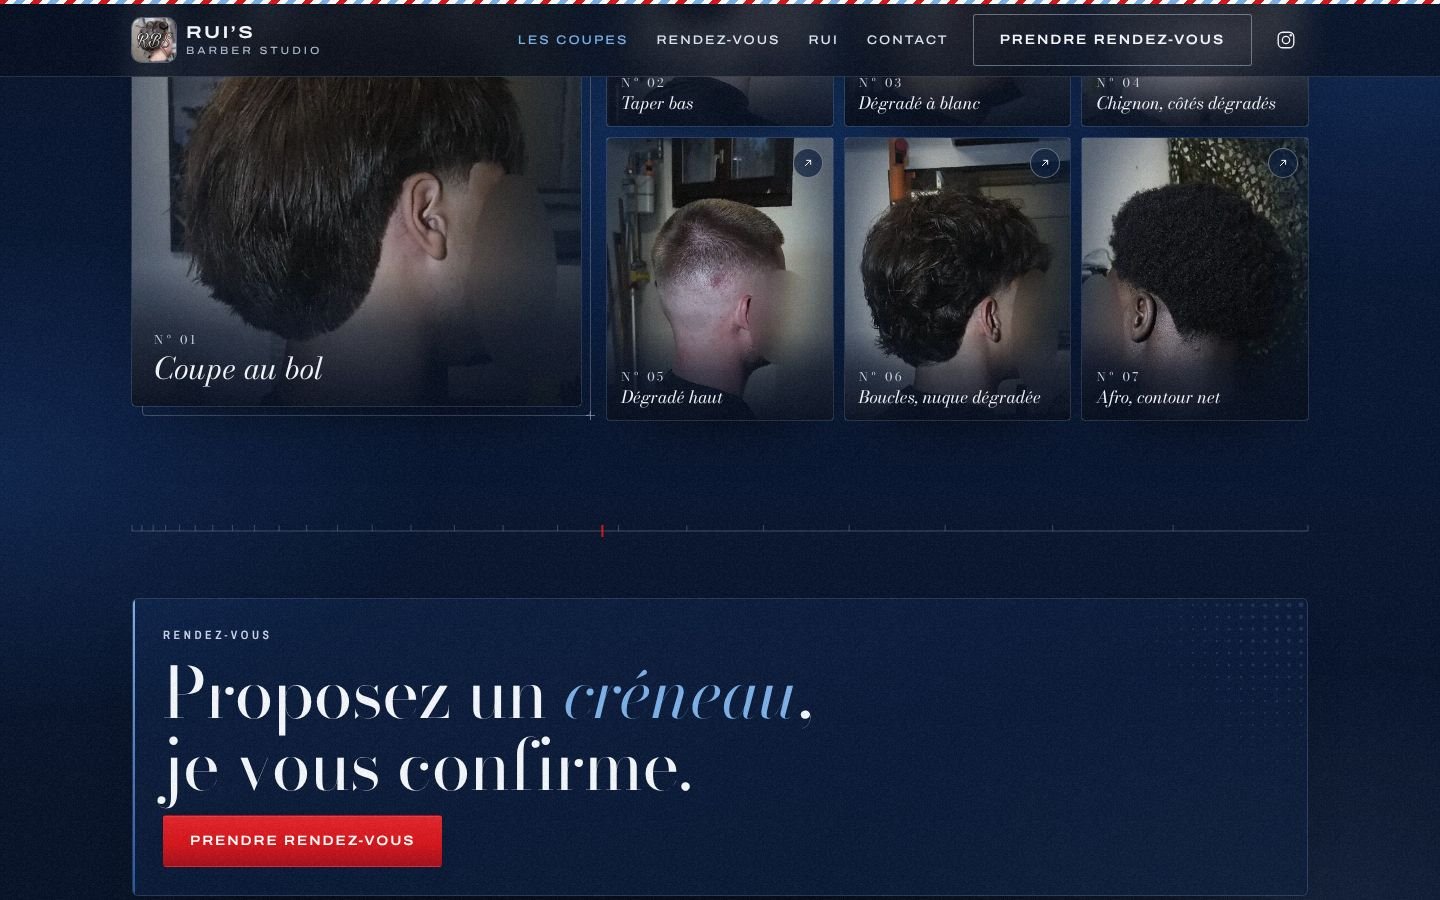 RBS
RUI'S
BARBER STUDIO
LES COUPES
RENDEZ-VOUS
RUI
CONTACT
PRENDRE RENDEZ-VOUS
N° 02
Taper bas
N° 03
Dégradé à blanc
N° 04
Chignon, côtés dégradés
N° 01
Coupe au bol
N° 05
Dégradé haut
N° 06
Boucles, nuque dégradée
N° 07
Afro, contour net
RENDEZ-VOUS
Proposez un créneau,
je vous confirme.
PRENDRE RENDEZ-VOUS